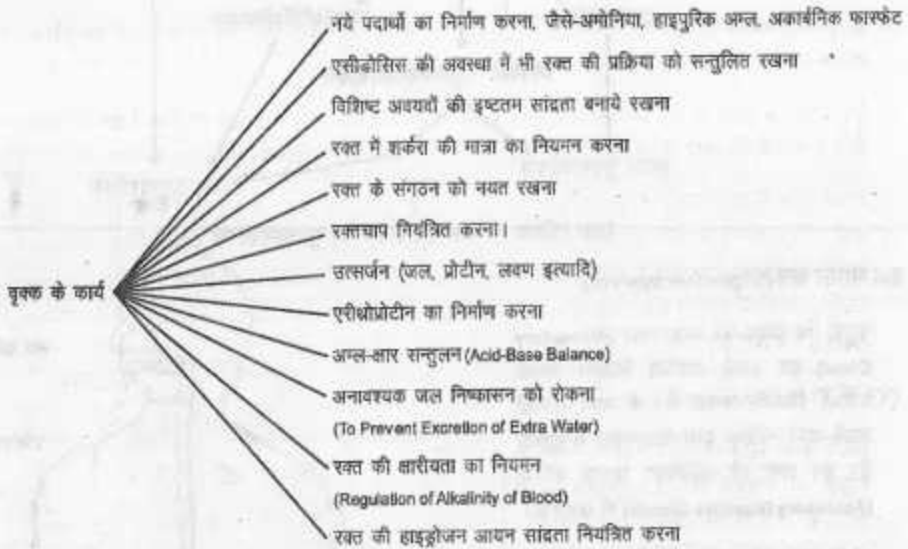 नये पदार्थो का निर्माण करना, जैसे-अमोनिया, हाइपुरिक अम्ल, अकार्बनिक फास्फेट
एसीडोसिस की अवस्था में भी रक्त की प्रक्रिया को सन्तुलित रखना
विशिष्ट अवयवों की इष्टतम सांद्रता बनाये रखना
रक्त में शर्करा की मात्रा का नियमन करना
रक्त के संगठन को नयत रखना
रक्तचाप नियंत्रित करना।
उत्सर्जन (जल, प्रोटीन, लवण इत्यादि)
वृक्क के कार्य
एरीथ्रोप्रोटीन का निर्माण करना
अम्ल-क्षार सन्तुलन (Acid-Base Balance)
अनावश्यक जल निष्कासन को रोकना
(To Prevent Excretion of Extra Water)
रक्त की क्षारीयता का नियमन
(Regulation of Alkalinity of Blood)
रक्त की हाइड्रोजन आयन सांद्रता नियंत्रित करना